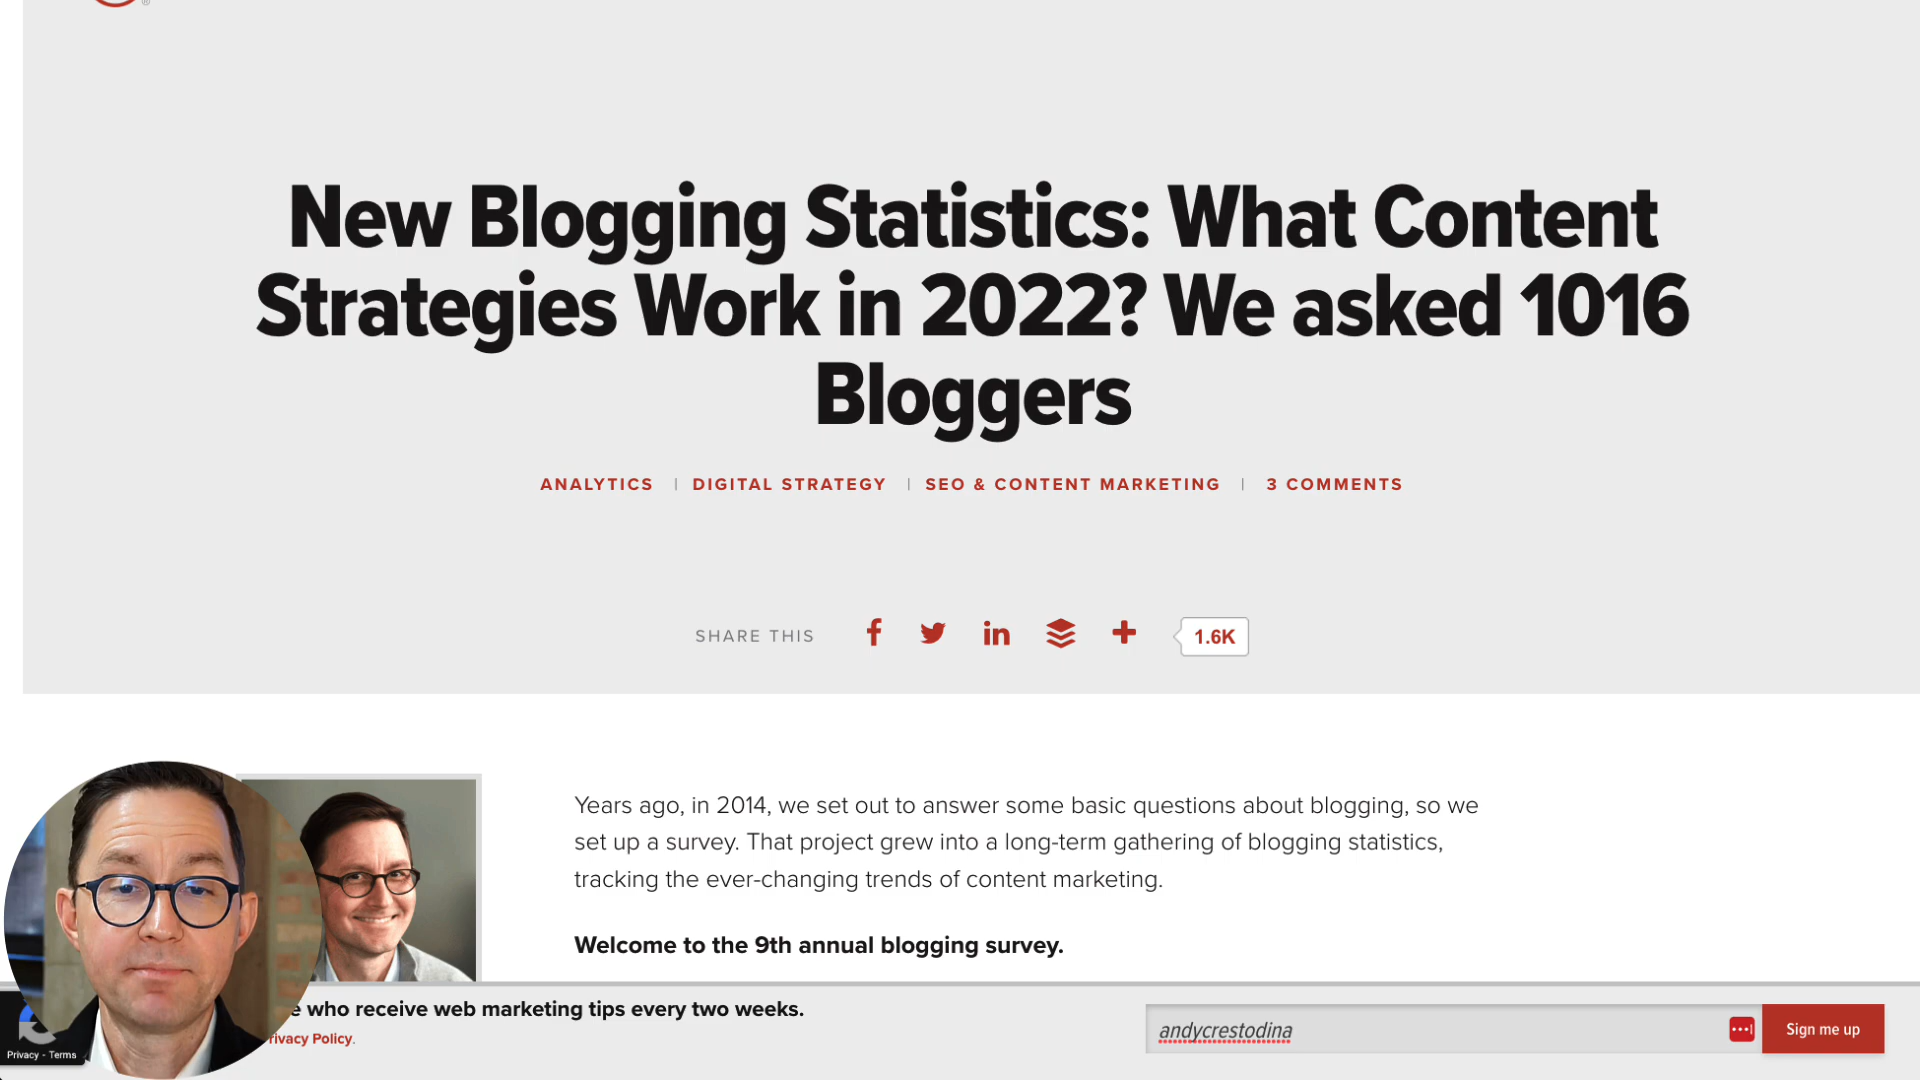 ®
New Blogging Statistics: What Content
Strategies Work in 2022? We asked 1016
Bloggers
ANALYTICS | DIGITAL STRATEGY | SEO & CONTENT MARKETING | 3 COMMENTS
SHARE THIS f in + 1.6K
Years ago, in 2014, we set out to answer some basic questions about blogging, so we
set up a survey. That project grew into a long-term gathering of blogging statistics,
tracking the ever-changing trends of content marketing.
Welcome to the 9th annual blogging survey.
who receive web marketing tips every two weeks.
rivacy Policy.
andycrestodina
Sign me up
Privacy - Terms